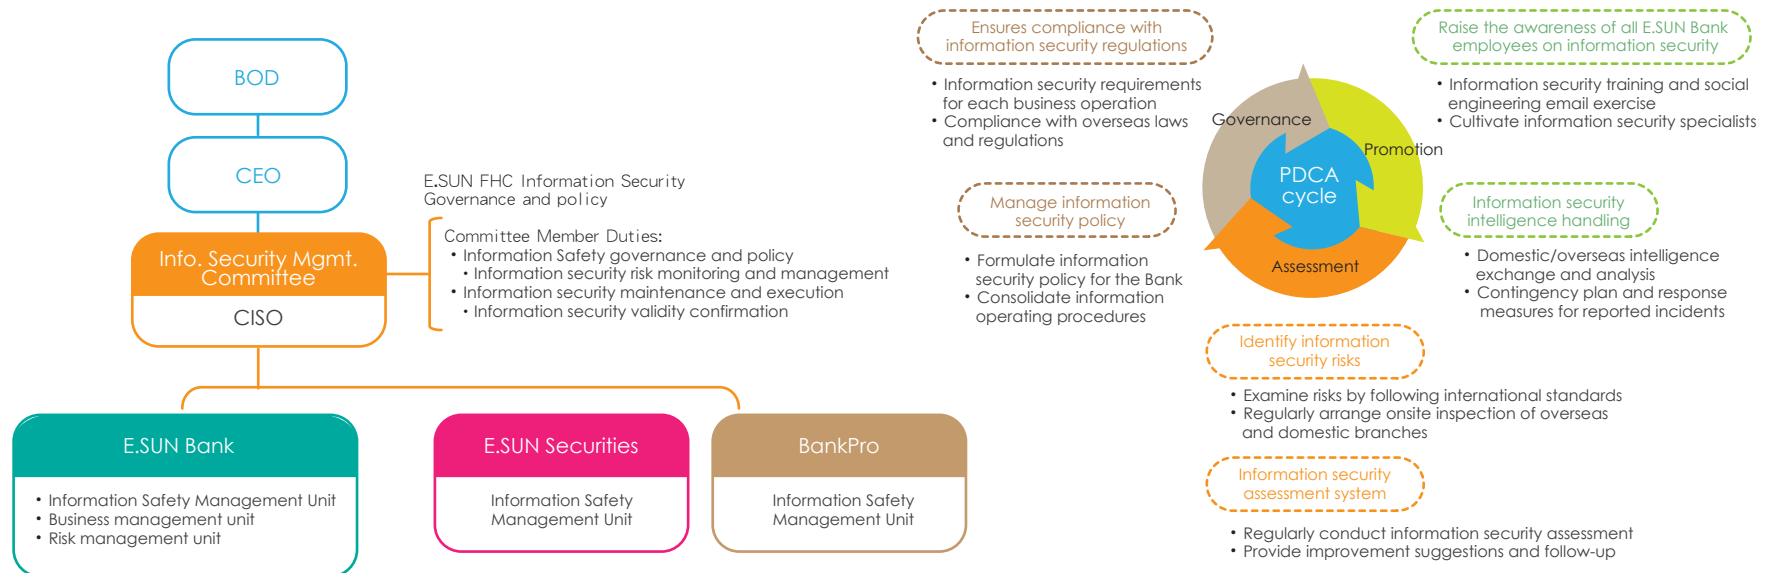 BOD
CEO
Info. Security Mgmt.
Committee
CISO
E.SUN FHC Information Security
Governance and policy
Committee Member Duties:
• Information Safety governance and policy
• Information security risk monitoring and management
• Information security maintenance and execution
• Information security validity confirmation
E.SUN Bank
• Information Safety Management Unit
• Business management unit
• Risk management unit
E.SUN Securities
Information Safety
Management Unit
BankPro
Information Safety
Management Unit
Ensures compliance with
information security regulations
• Information security requirements
for each business operation
• Compliance with overseas laws
and regulations
Manage information
security policy
• Formulate information
security policy for the Bank
• Consolidate information
operating procedures
Governance
Promotion
PDCA
cycle
Assessment
Raise the awareness of all E.SUN Bank
employees on information security
• Information security training and social
engineering email exercise
• Cultivate information security specialists
Information security
intelligence handling
• Domestic/overseas intelligence
exchange and analysis
• Contingency plan and response
measures for reported incidents
Identify information
security risks
• Examine risks by following international standards
• Regularly arrange onsite inspection of overseas
and domestic branches
Information security
assessment system
• Regularly conduct information security assessment
• Provide improvement suggestions and follow-up